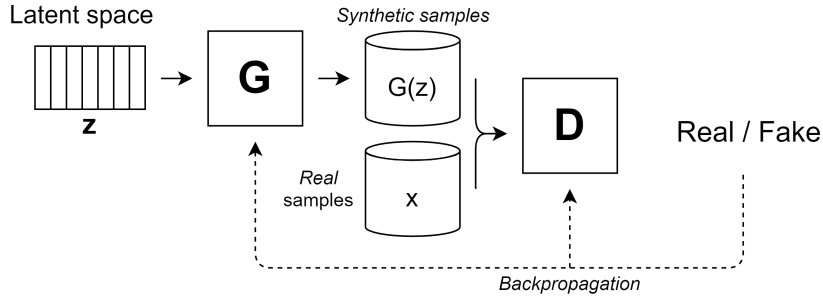 Latent space
z
G
Synthetic samples
G(z)
Real
samples
x
D
Real / Fake
Backpropagation